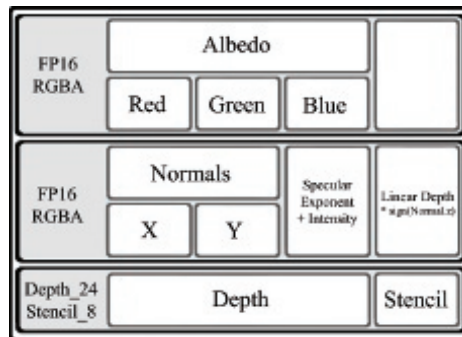 FP16
RGBA
Albedo
Red
Green
Blue
FP16
RGBA
Normals
X
Y
Specular
Exponent
+ Intensity
Linear Depth
* sign(Normal.z)
Depth_24
Stencil_8
Depth
Stencil